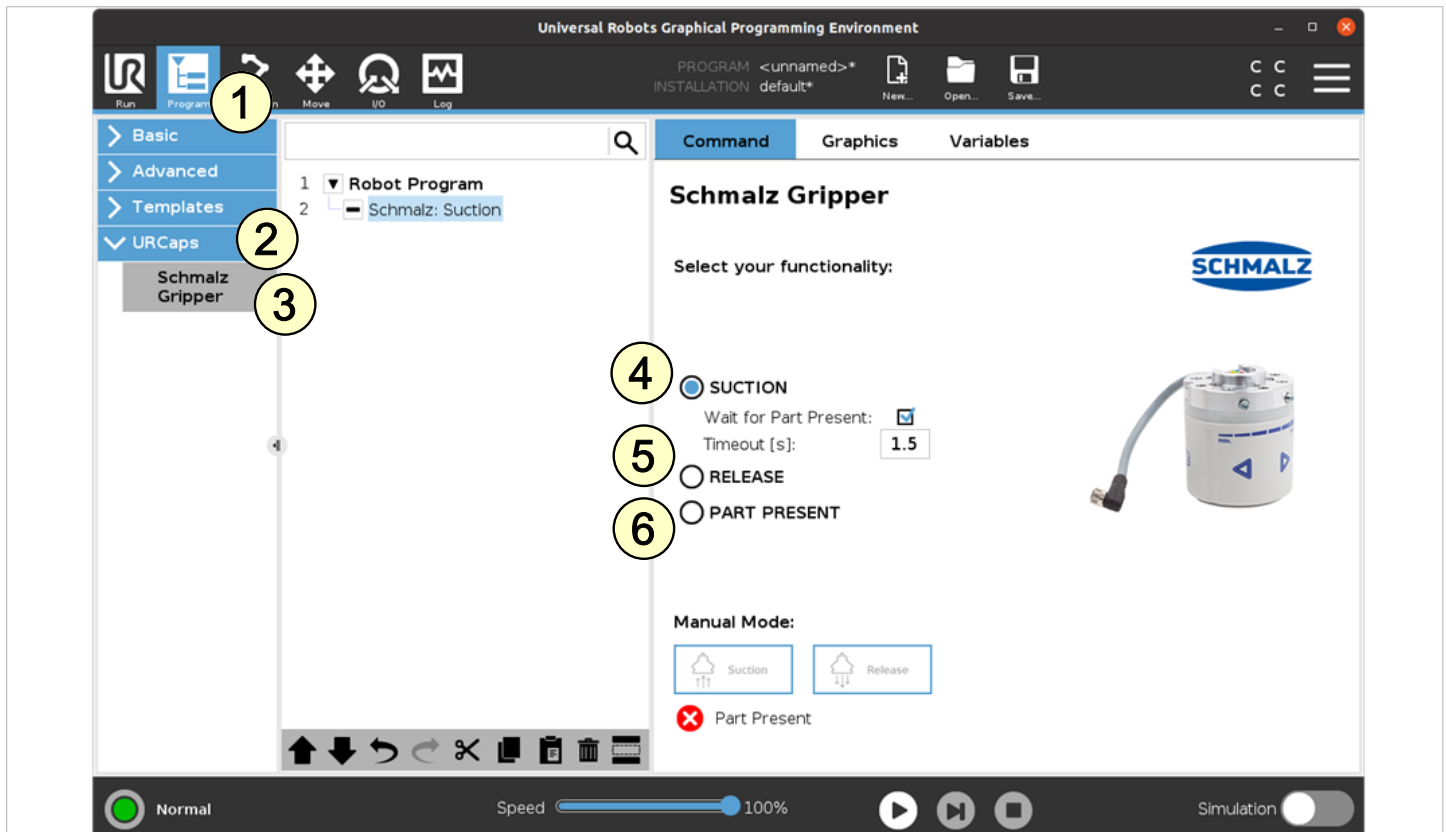 Universal Robots Graphical Programming Environment
PROGRAM <unnamed>*
INSTALLATION default*
C C
C C
Run
Program
Move
I/O
Log
New...
Open...
Save...
1
Basic
Advanced
Templates
URCaps
Schmalz
Gripper
2
3
1 Robot Program
2 Schmalz: Suction
Command Graphics Variables
Schmalz Gripper
Select your functionality:
SCHMALZ
4
SUCTION
Wait for Part Present:
Timeout [s]: 1.5
5
RELEASE
6
PART PRESENT
Manual Mode:
Suction Release
Part Present
Normal
Speed 100%
Simulation